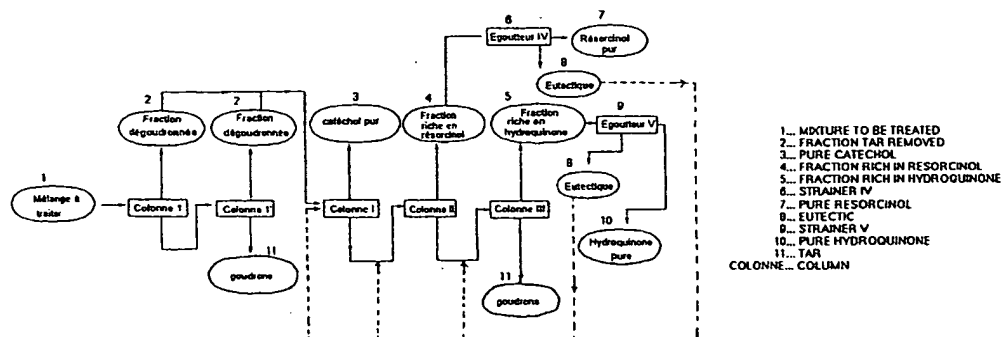 6
Egoutteur IV
7
Résorcinol
pur
8
Eutectique
2
Fraction
dégoudronnée
2
Fraction
dégoudronnée
3
catéchol pur
4
Fraction
riche en
résorcinol
5
Fraction
riche en
hydroquinone
9
Egoutteur V
8
Eutectique
1
Mélange à
traiter
Colonne 1
Colonne 1'
Colonne I
Colonne II
Colonne III
10
Hydroquinone
pure
11
goudrons
11
goudrons
1... MIXTURE TO BE TREATED
2... FRACTION TAR REMOVED
3... PURE CATECHOL
4... FRACTION RICH IN RESORCINOL
5... FRACTION RICH IN HYDROQUINONE
6... STRAINER IV
7... PURE RESORCINOL
8... EUTECTIC
9... STRAINER V
10... PURE HYDROQUINONE
11... TAR
COLONNE... COLUMN